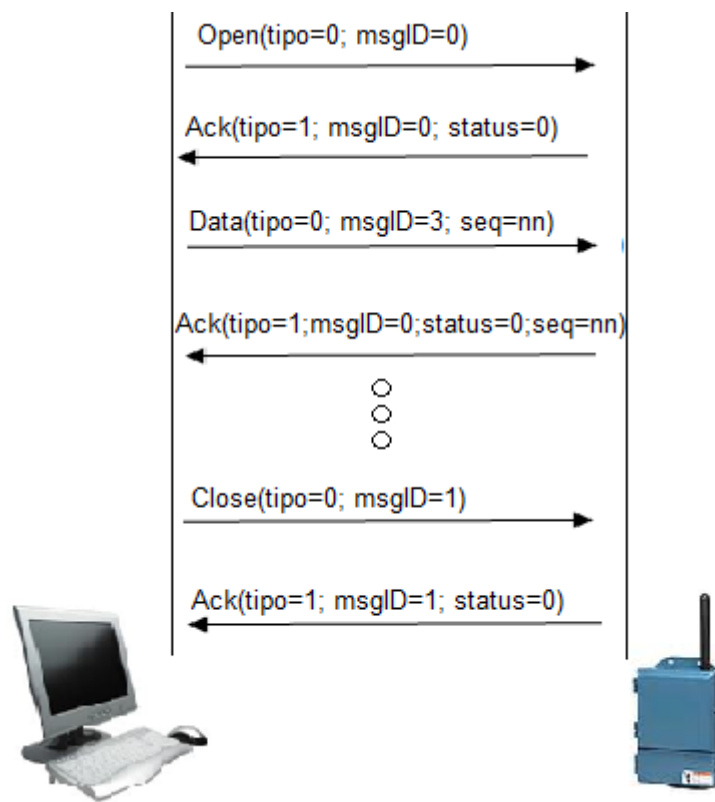 Open(tipo=0; msgID=0)
Ack(tipo=1; msgID=0; status=0)
Data(tipo=0; msgID=3; seq=nn)
Ack(tipo=1;msgID=0;status=0;seq=nn)
Close(tipo=0; msgID=1)
Ack(tipo=1; msgID=1; status=0)